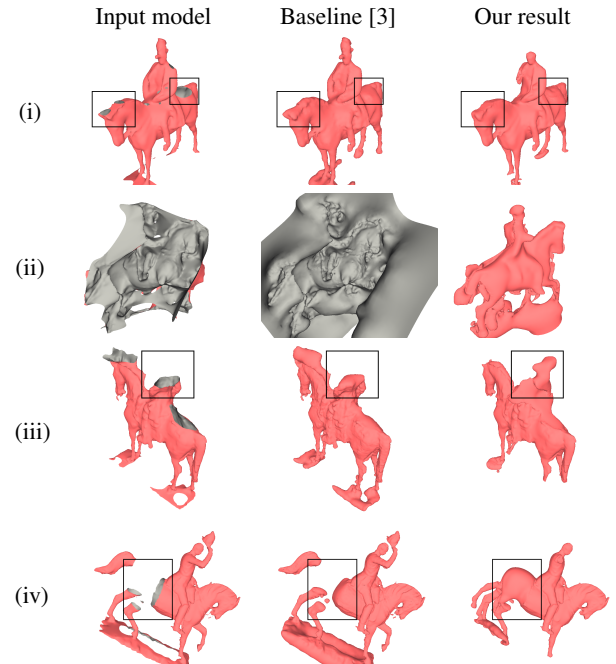 Input model Baseline [3] Our result
(i)
(ii)
(iii)
(iv)